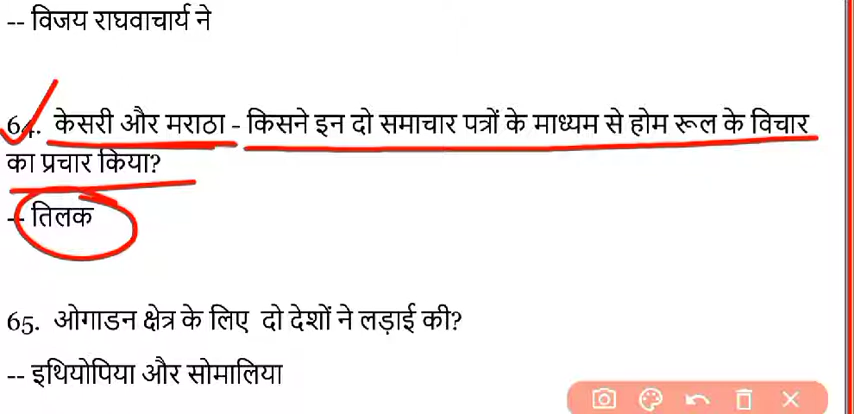 -- विजय राघवाचार्य ने
64. केसरी और मराठा - किसने इन दो समाचार पत्रों के माध्यम से होम रूल के विचार
का प्रचार किया?
-- तिलक
65. ओगाडन क्षेत्र के लिए दो देशों ने लड़ाई की?
-- इथियोपिया और सोमालिया